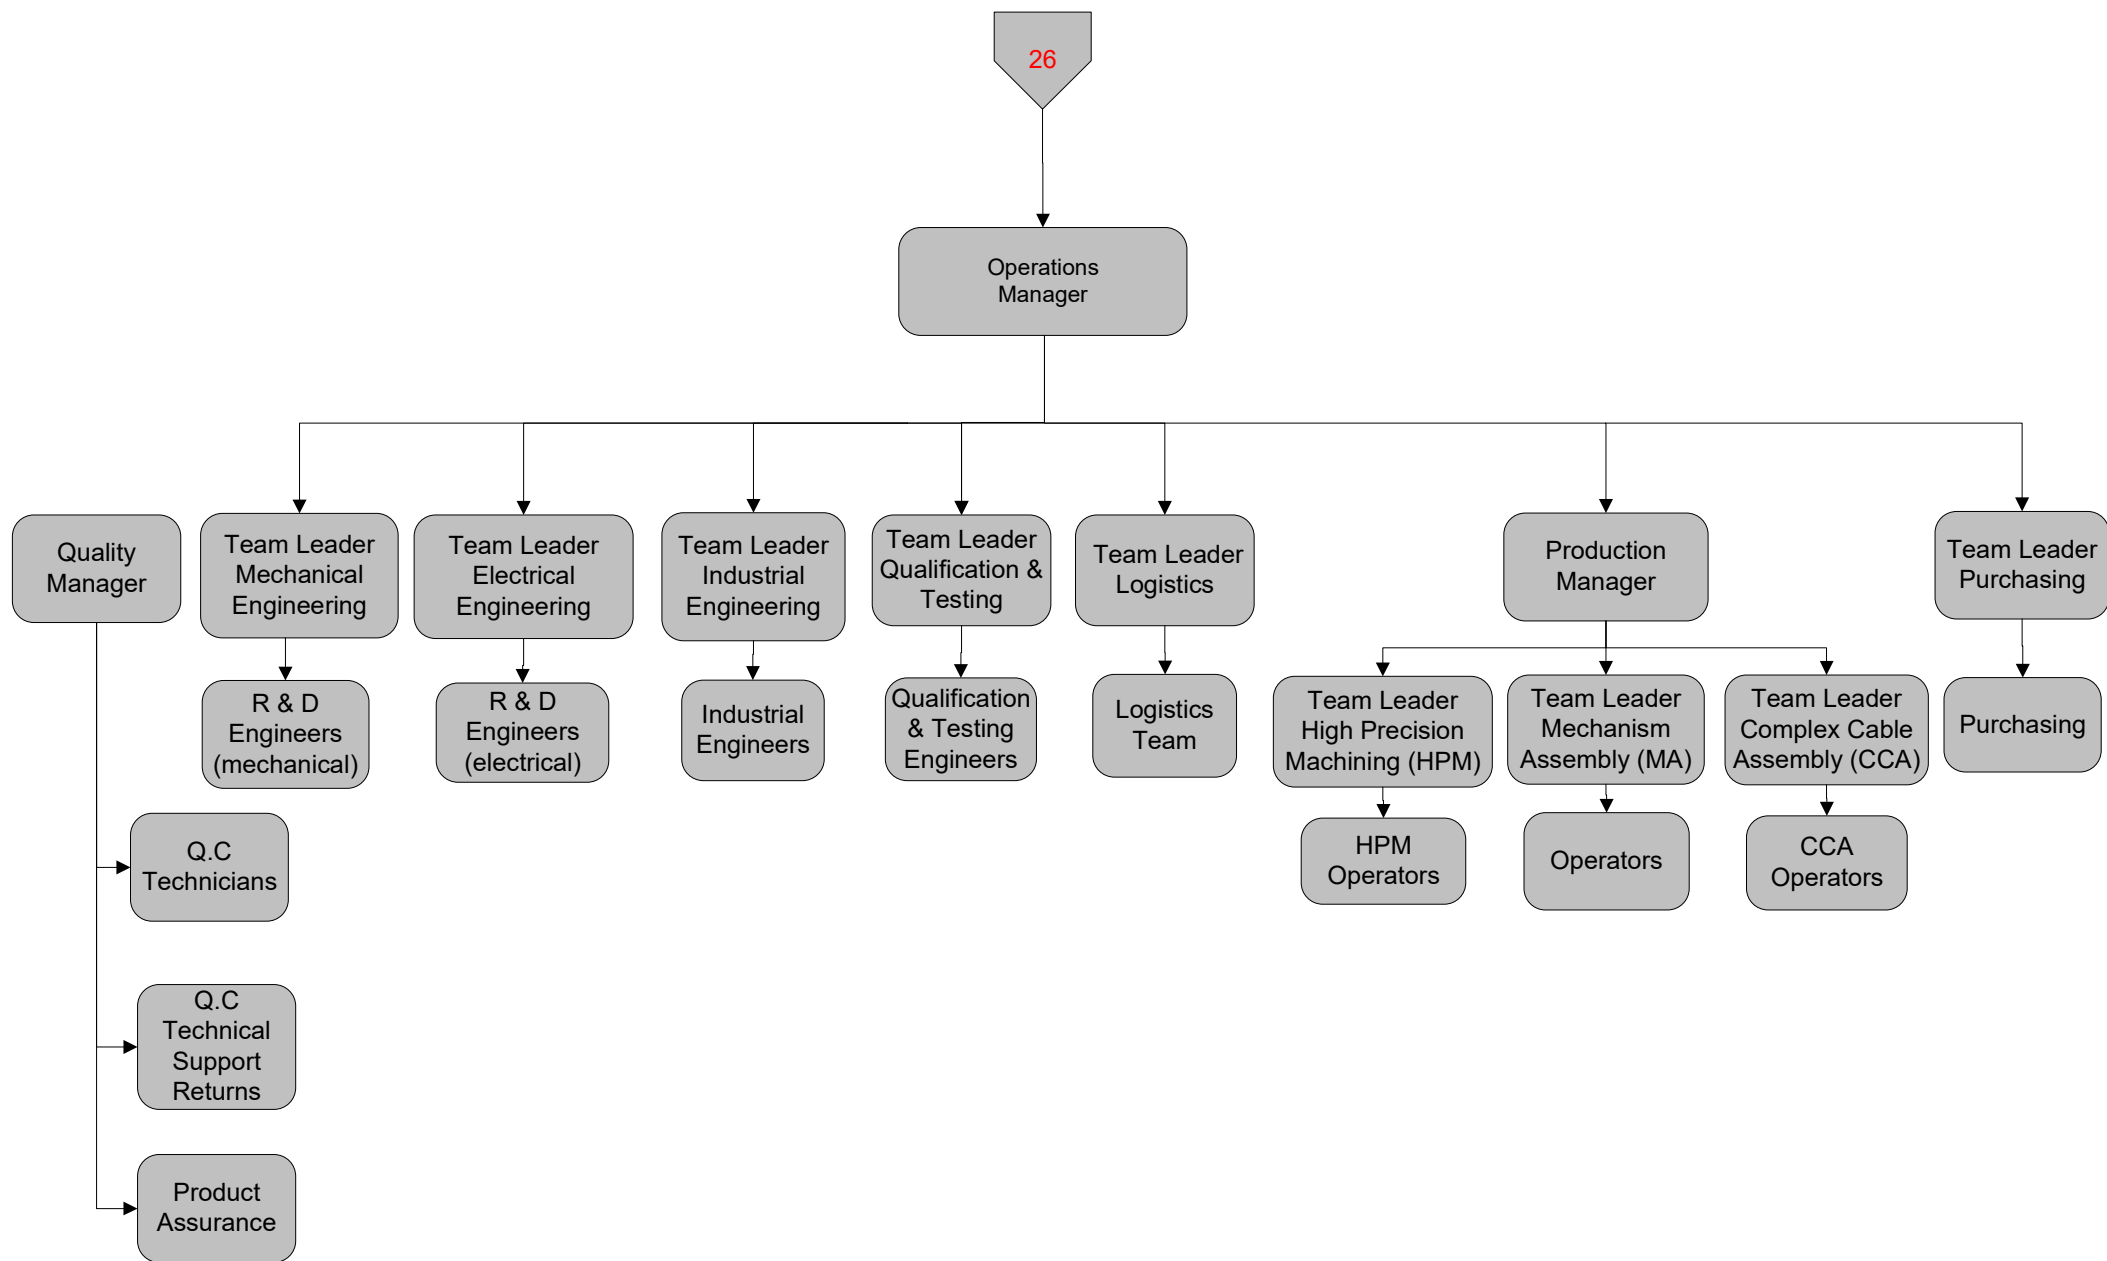 26
Operations
Manager
Quality
Manager
Team Leader
Mechanical
Engineering
Team Leader
Electrical
Engineering
Team Leader
Industrial
Engineering
Team Leader
Qualification &
Testing
Team Leader
Logistics
Production
Manager
Team Leader
Purchasing
R & D
Engineers
(mechanical)
R & D
Engineers
(electrical)
Industrial
Engineers
Qualification
& Testing
Engineers
Logistics
Team
Team Leader
High Precision
Machining (HPM)
Team Leader
Mechanism
Assembly (MA)
Team Leader
Complex Cable
Assembly (CCA)
Purchasing
Q.C
Technicians
HPM
Operators
Operators
CCA
Operators
Q.C
Technical
Support
Returns
Product
Assurance